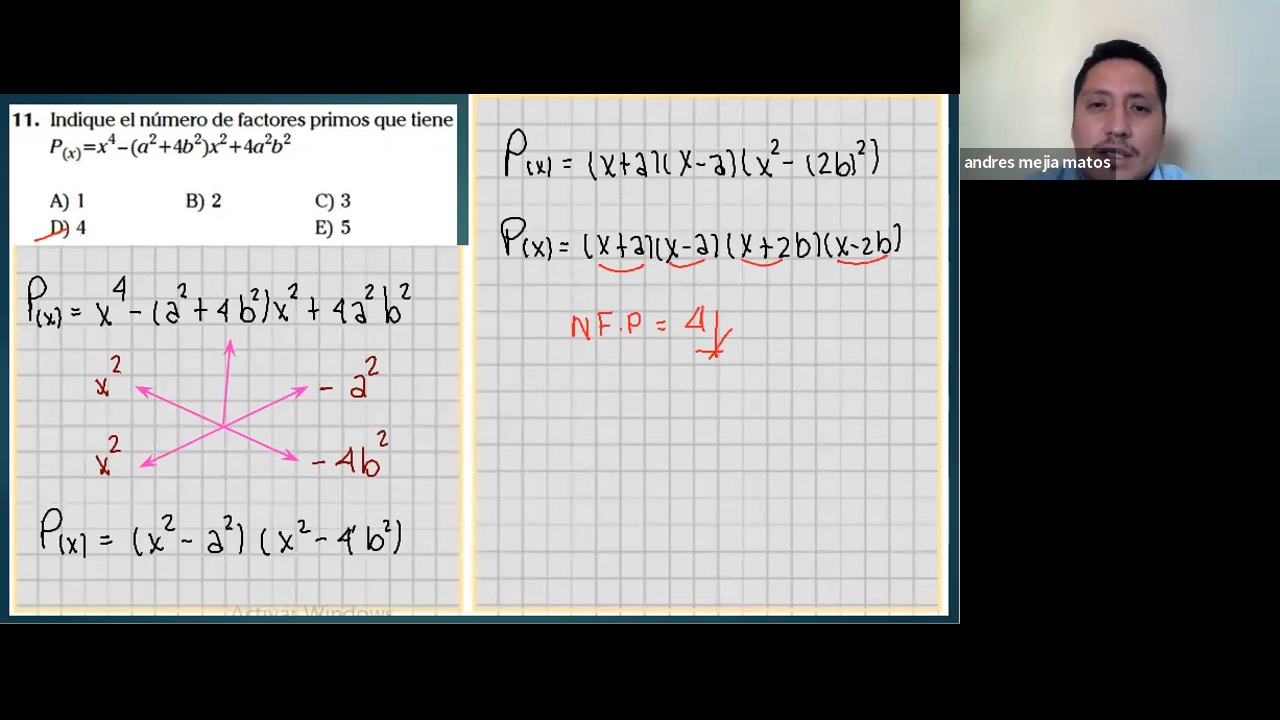 11. Indique el número de factores primos que tiene
P(x)=x⁴–(a²+4b²)x²+4a²b²
A) 1 B) 2 C) 3
D) 4 E) 5
P(x) = x⁴ - (a² + 4b²)x² + 4a²b²
x² - a²
x² - 4b²
P(x) = (x² - a²) (x² - 4b²)
Activar Windows
P(x) = (x+a)(x-a)(x² - (2b)²)
P(x) = (x+a)(x-a)(x+2b)(x-2b)
N F.P = 4
andres mejia matos